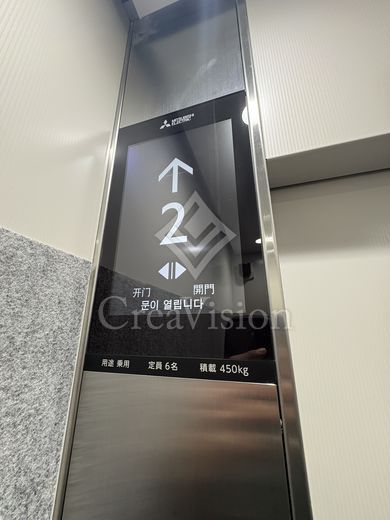 MITSUBISHI
ELECTRIC
2
开门 開門
문이 열립니다
CreaVision
用途 乗用 定員 6名 積載 450kg